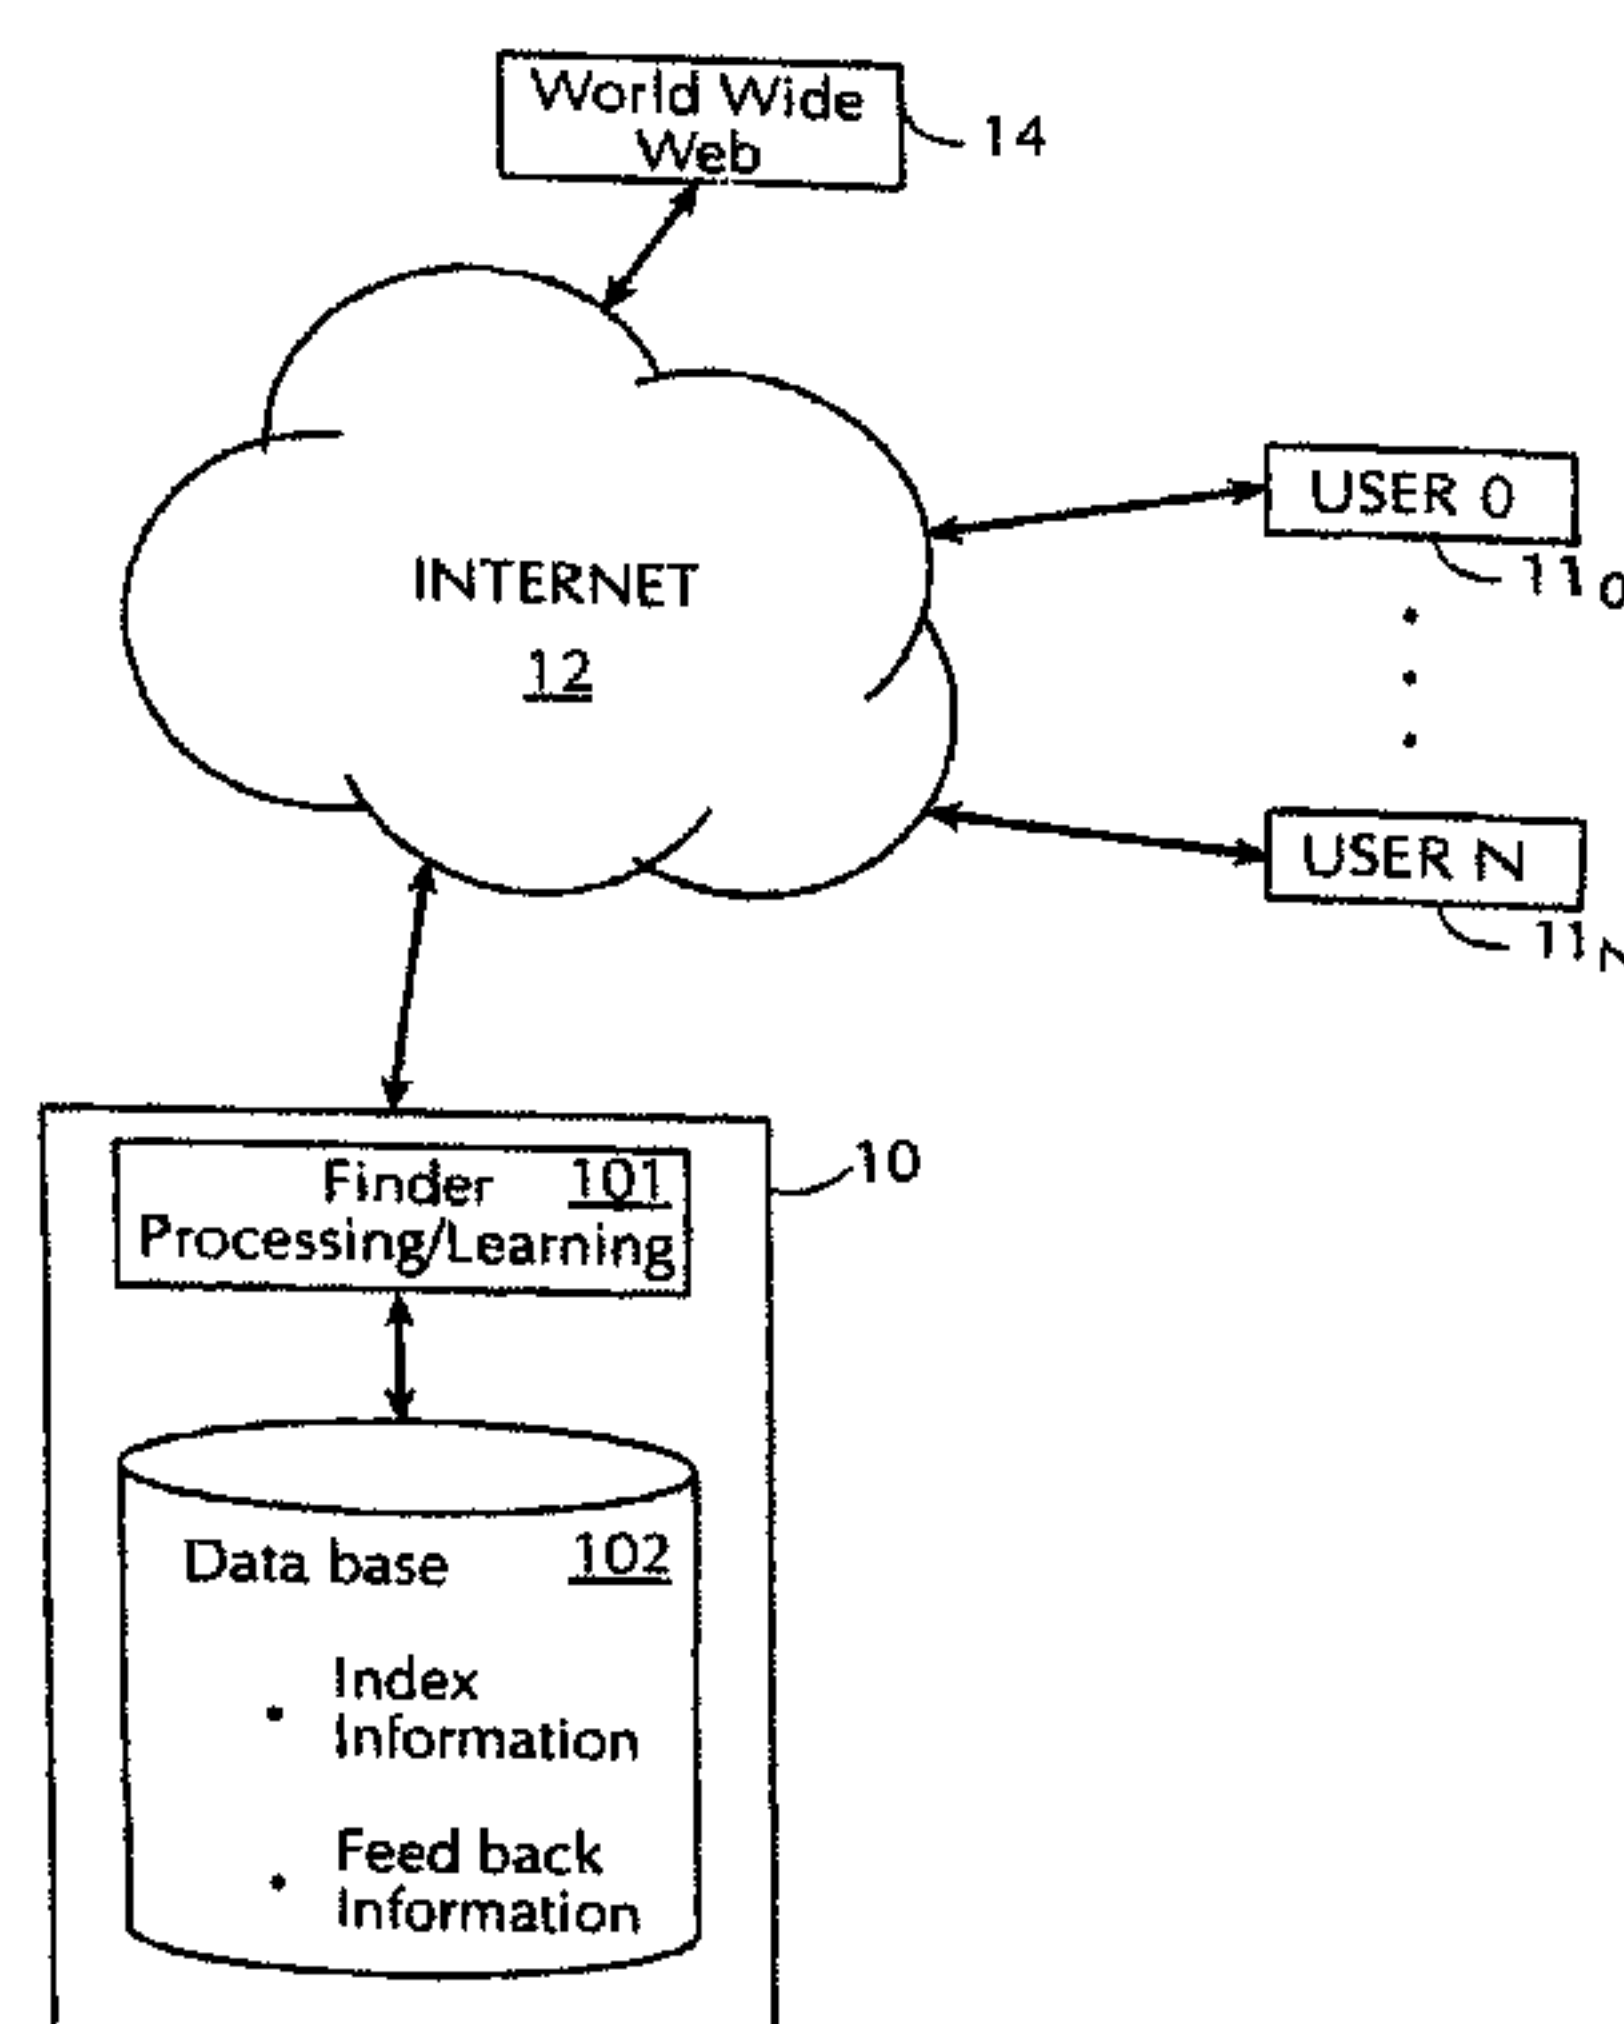 World Wide
Web
14
INTERNET
12
USER 0
11 0
USER N
11 N
10
Finder 101
Processing/Learning
Data base 102
• Index
Information
• Feed back
Information